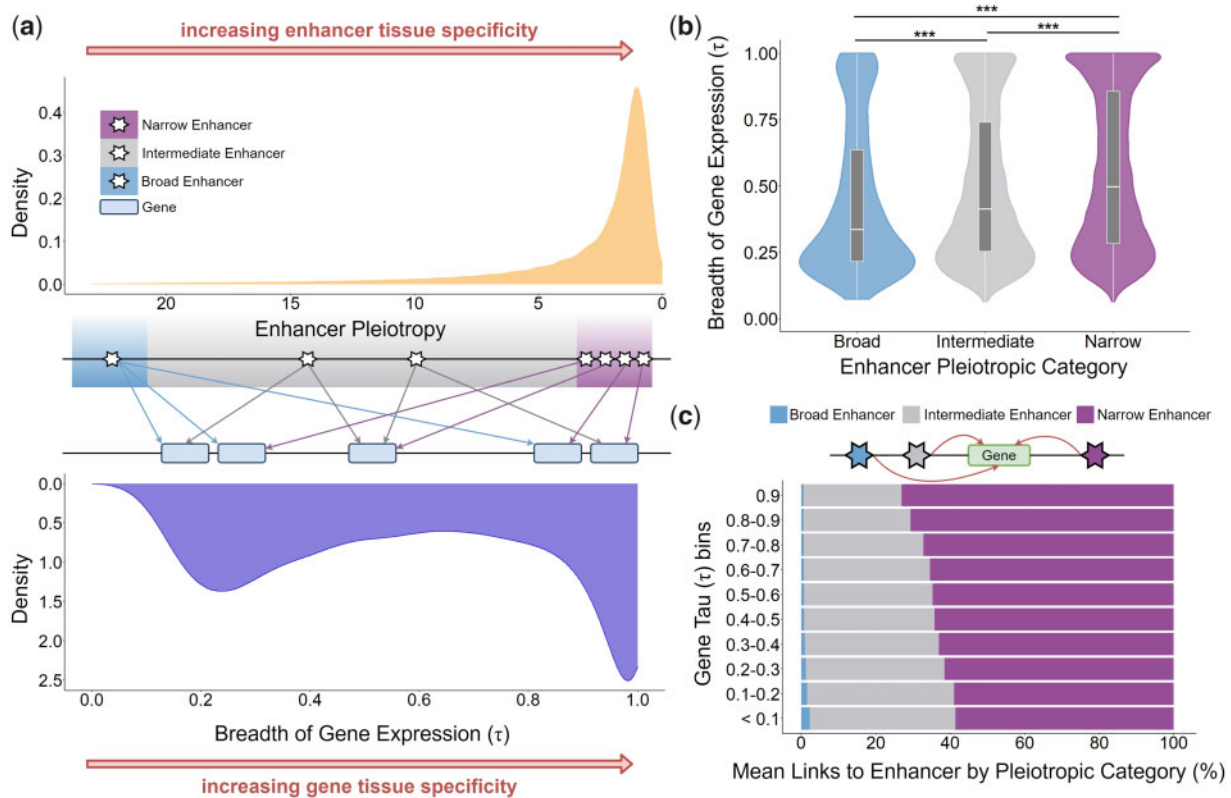 (a)
increasing enhancer tissue specificity
Density
0.4
0.3
0.2
0.1
0.0
Narrow Enhancer
Intermediate Enhancer
Broad Enhancer
Gene
20
15
10
5
0
Enhancer Pleiotropy
Density
0.0
0.5
1.0
1.5
2.0
2.5
0.0
0.2
0.4
0.6
0.8
1.0
Breadth of Gene Expression (τ)
increasing gene tissue specificity
(b)
***
***
***
Breadth of Gene Expression (τ)
1.00
0.75
0.50
0.25
0.00
Broad
Intermediate
Narrow
Enhancer Pleiotropic Category
(c)
Broad Enhancer
Intermediate Enhancer
Narrow Enhancer
Gene
Gene Tau (τ) bins
0.9
0.8-0.9
0.7-0.8
0.6-0.7
0.5-0.6
0.4-0.5
0.3-0.4
0.2-0.3
0.1-0.2
< 0.1
0
20
40
60
80
100
Mean Links to Enhancer by Pleiotropic Category (%)